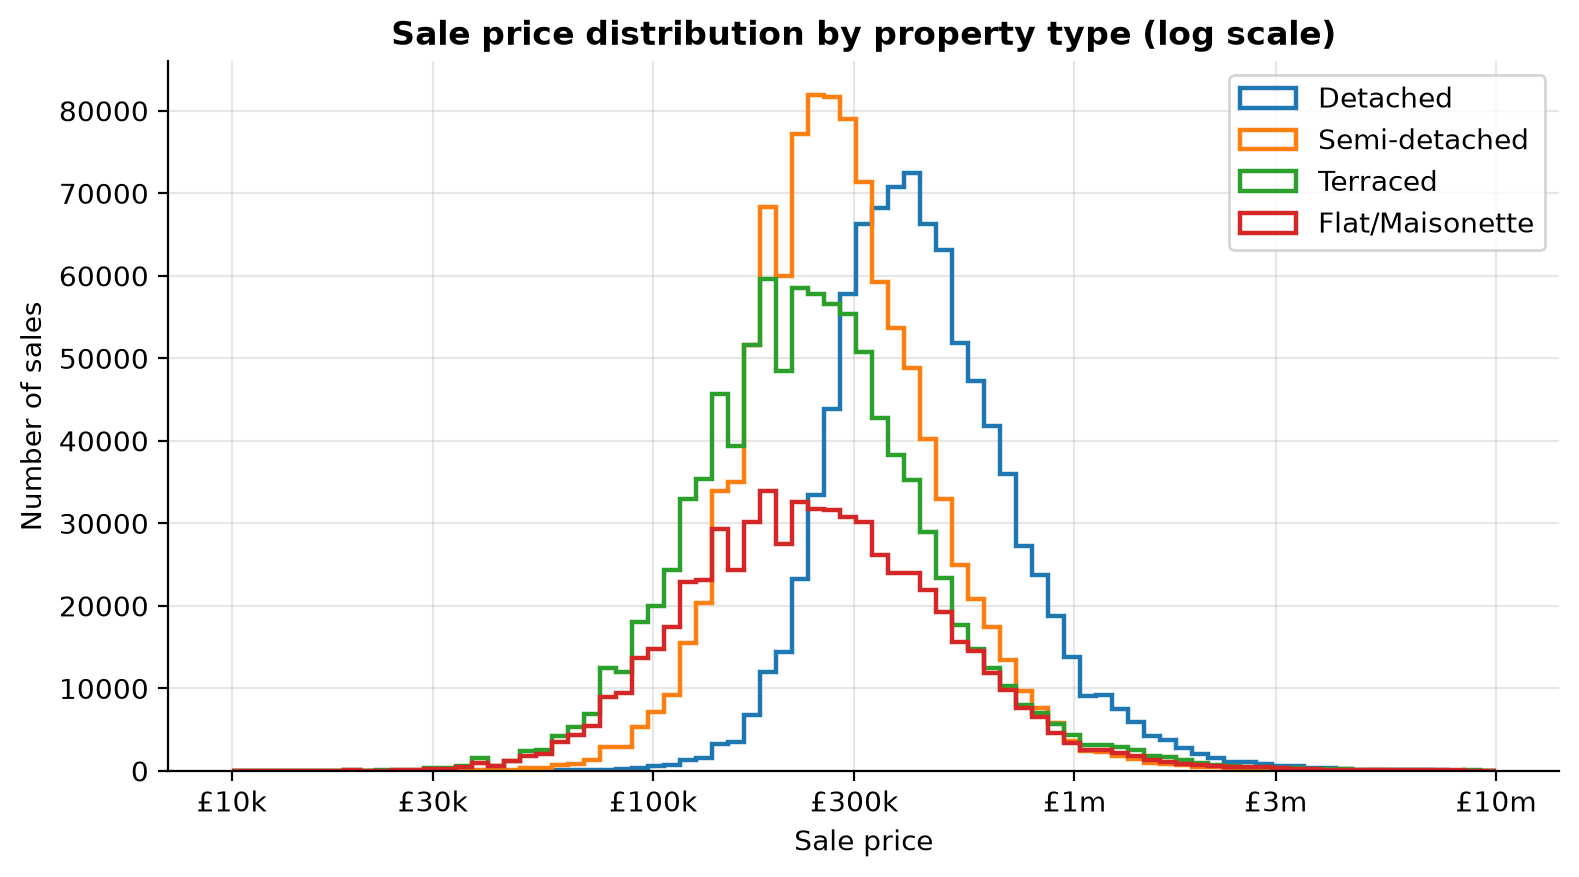 Sale price distribution by property type (log scale)
Detached
Semi-detached
Terraced
Flat/Maisonette
Number of sales
80000
70000
60000
50000
40000
30000
20000
10000
0
£10k £30k £100k £300k £1m £3m £10m
Sale price